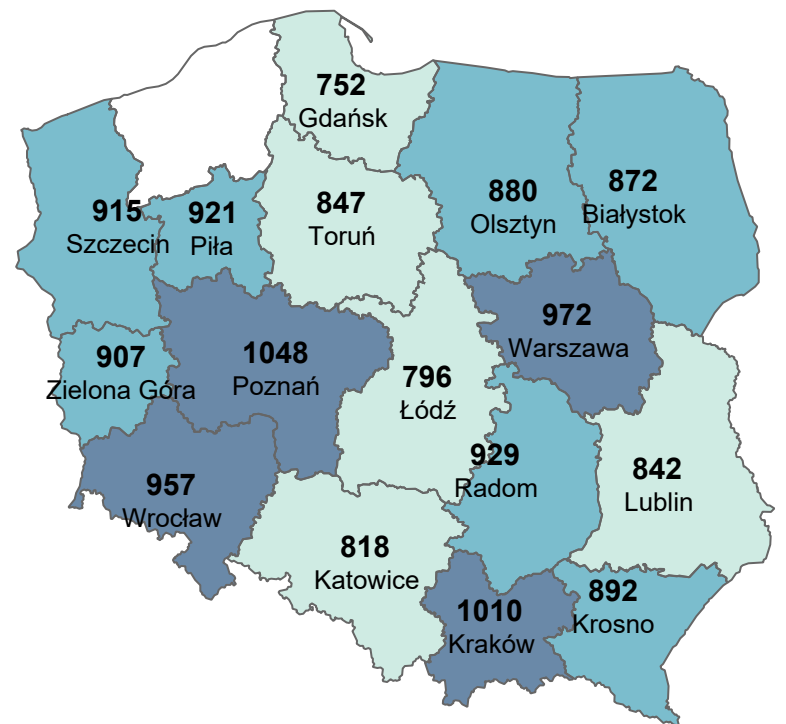 752
Gdańsk
915
Szczecin
921
Piła
847
Toruń
880
Olsztyn
872
Białystok
907
Zielona Góra
1048
Poznań
796
Łódź
972
Warszawa
957
Wrocław
929
Radom
842
Lublin
818
Katowice
1010
Kraków
892
Krosno